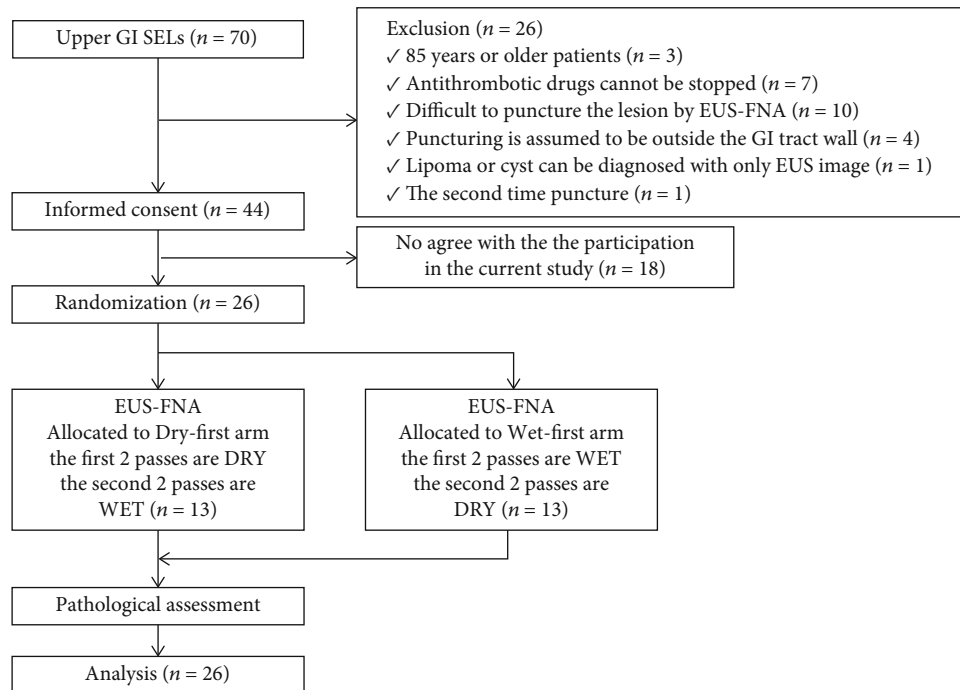 Upper GI SELs (n = 70)
Exclusion (n = 26)
✓ 85 years or older patients (n = 3)
✓ Antithrombotic drugs cannot be stopped (n = 7)
✓ Difficult to puncture the lesion by EUS-FNA (n = 10)
✓ Puncturing is assumed to be outside the GI tract wall (n = 4)
✓ Lipoma or cyst can be diagnosed with only EUS image (n = 1)
✓ The second time puncture (n = 1)
Informed consent (n = 44)
No agree with the the participation
in the current study (n = 18)
Randomization (n = 26)
EUS-FNA
Allocated to Dry-first arm
the first 2 passes are DRY
the second 2 passes are
WET (n = 13)
EUS-FNA
Allocated to Wet-first arm
the first 2 passes are WET
the second 2 passes are
DRY (n = 13)
Pathological assessment
Analysis (n = 26)